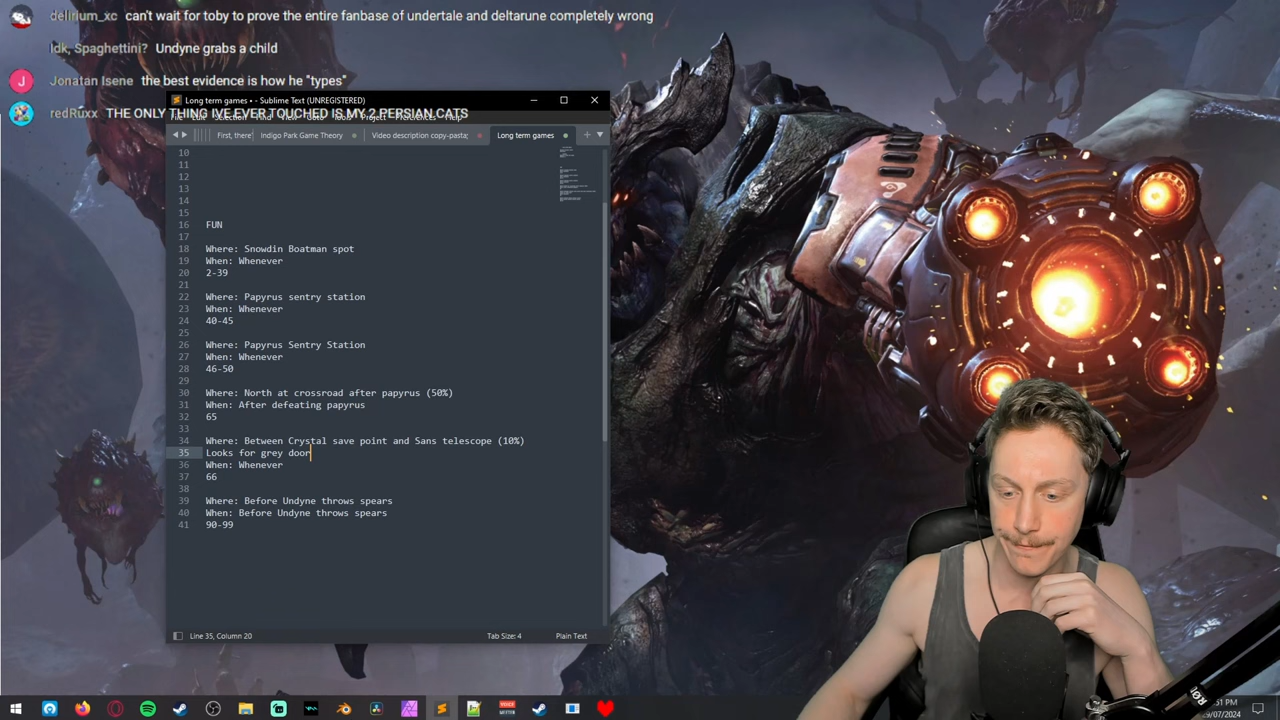 delirium_xc can't wait for toby to prove the entire fanbase of undertale and deltarune completely wrong
Idk, Spaghettini? Undyne grabs a child
J Jonatan Isene the best evidence is how he "types"
Long term games • - Sublime Text (UNREGISTERED)
redRúxx THE ONLY THING IVE EVER TOUCHED IS MY 2 PERSIAN CATS
First, there' Indigo Park Game Theory Video description copy-pasta; Long term games
10
11
12
13
14
15
16 FUN
17
18 Where: Snowdin Boatman spot
19 When: Whenever
20 2-39
21
22 Where: Papyrus sentry station
23 When: Whenever
24 40-45
25
26 Where: Papyrus Sentry Station
27 When: Whenever
28 46-50
29
30 Where: North at crossroad after papyrus (50%)
31 When: After defeating papyrus
32 65
33
34 Where: Between Crystal save point and Sans telescope (10%)
35 Looks for grey door
36 When: Whenever
37 66
38
39 Where: Before Undyne throws spears
40 When: Before Undyne throws spears
41 90-99
Line 35, Column 20 Tab Size: 4 Plain Text
VOICE
/07/2024